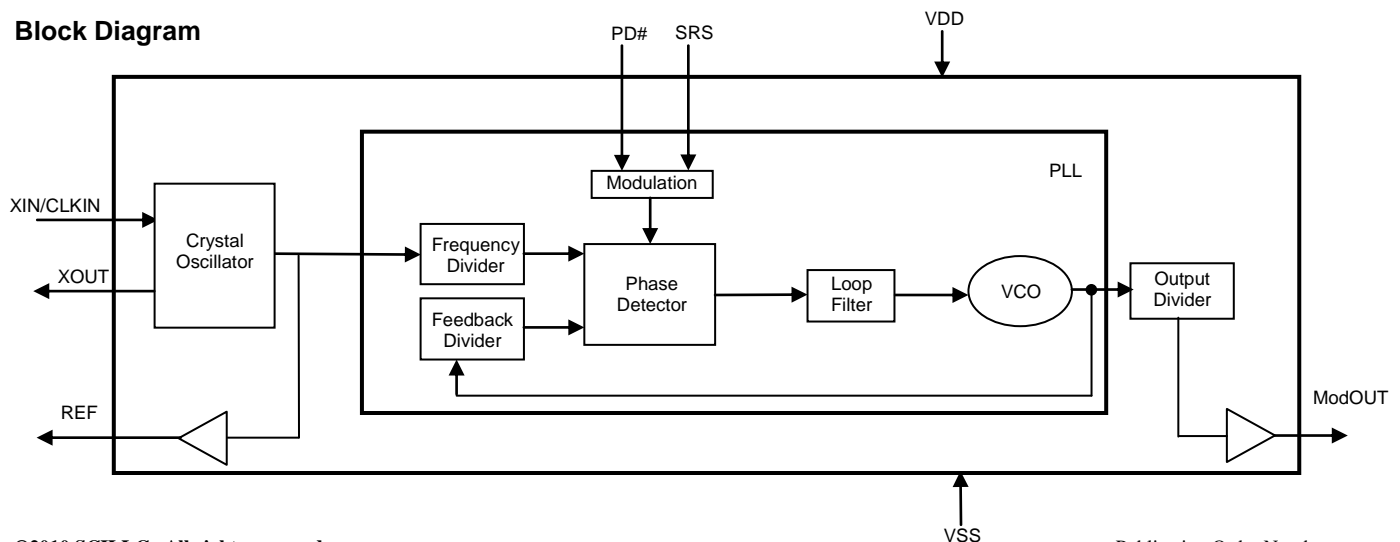 Block Diagram
PD#
SRS
VDD
PLL
Modulation
XIN/CLKIN
Crystal
Oscillator
XOUT
Frequency
Divider
Phase
Detector
Loop
Filter
VCO
Output
Divider
Feedback
Divider
REF
ModOUT
VSS